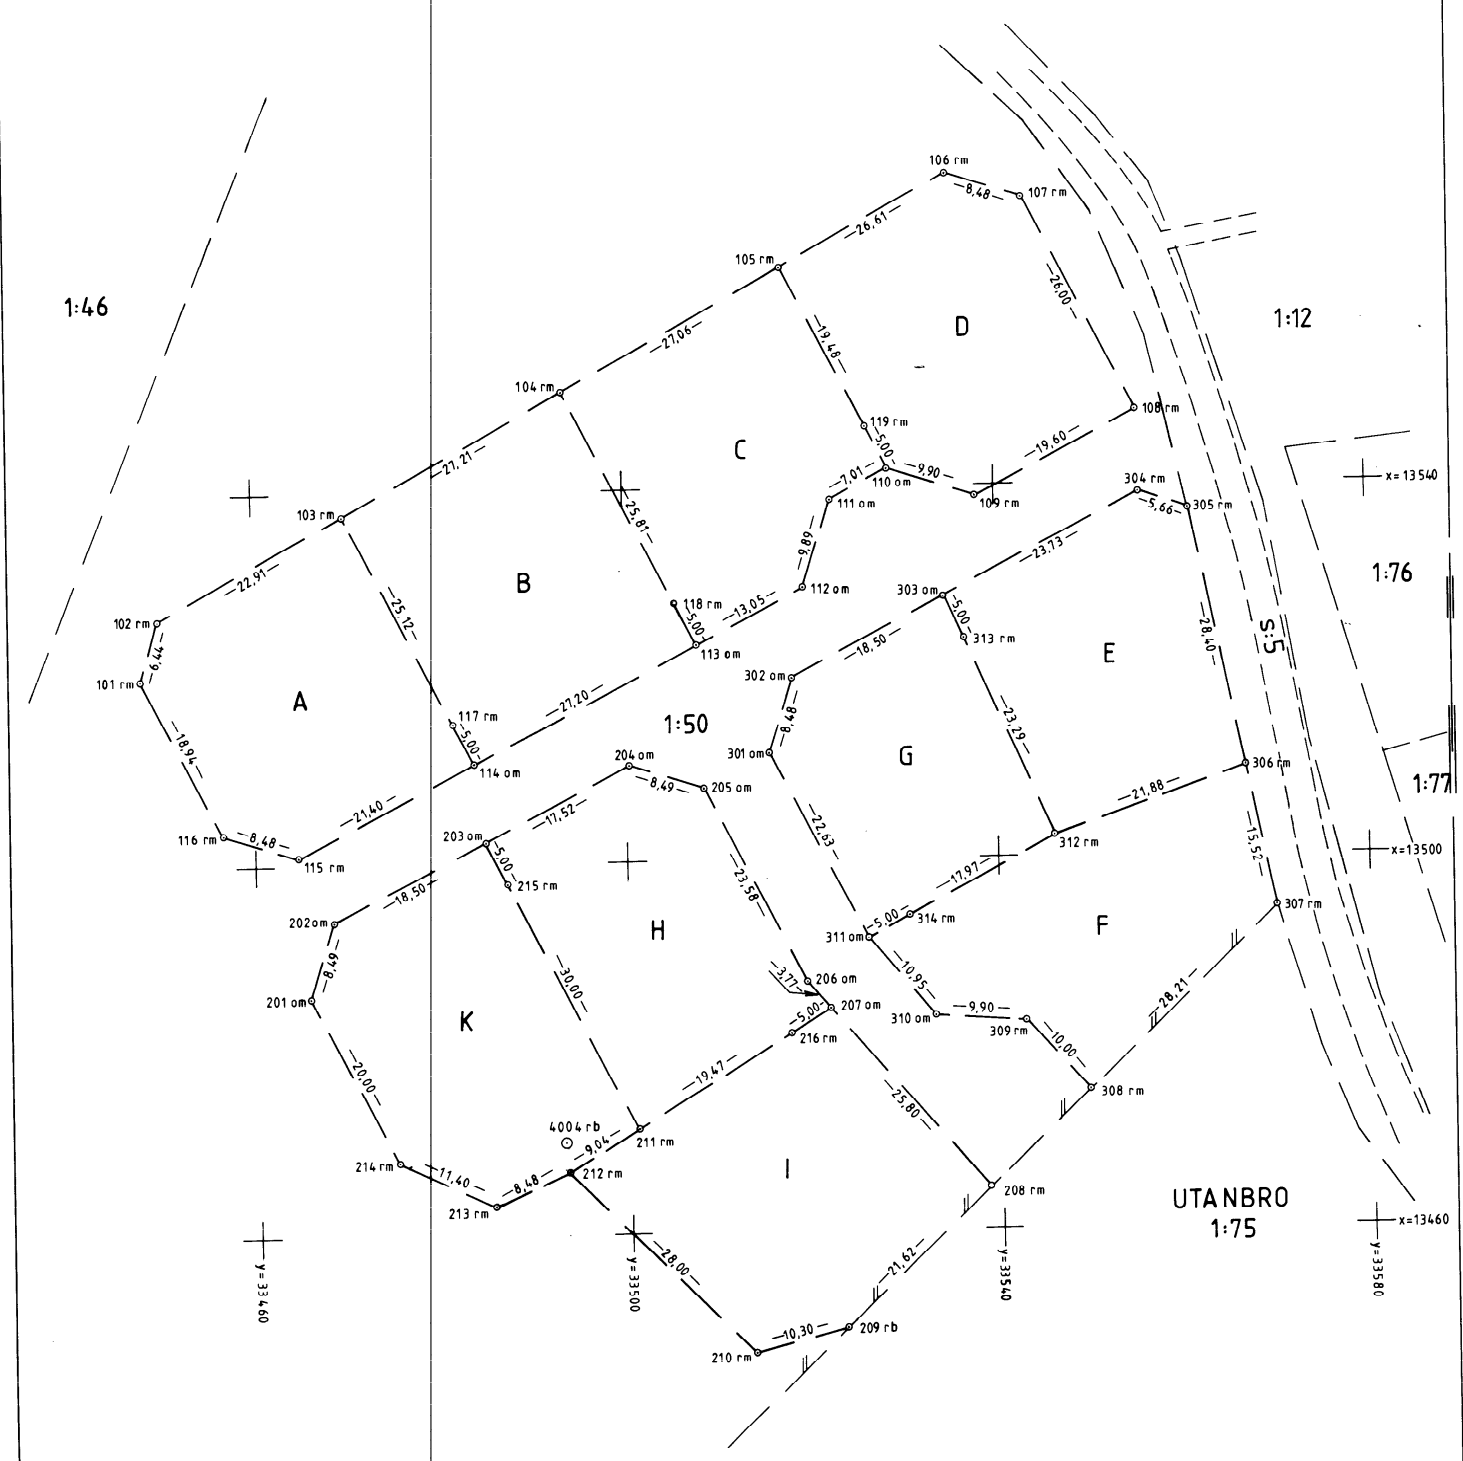 106 rm
8,48
107 rm
26,61
105 rm
26,00
1:46
27,06
19,48
D
1:12
104 rm
108 rm
119 rm
5,00
19,60
27,21
C
7,01
9,90
110 om
304 rm
x=13540
103 rm
25,81
111 om
109 rm
5,66
305 rm
9,89
23,73
22,91
B
1:76
112 om
303 om
25,12
118 rm
5,00
13,05
5,00
102 rm
313 rm
28,40
S:5
6,44
113 om
18,50
E
101 rm
302 om
A
27,20
8,48
23,29
117 rm
5,00
1:50
18,94
301 om
G
204 om
306 rm
114 om
8,49
205 om
1:77
21,88
21,40
17,52
22,63
116 rm
8,48
203 om
15,52
312 rm
x=13500
115 rm
5,00
17,97
215 rm
23,58
18,50
5,00
314 rm
307 rm
202 om
H
311 om
F
8,49
10,95
3,77
206 om
28,21
30,00
201 om
5,00
207 om
9,90
K
310 om
309 rm
216 rm
10,00
20,00
19,47
308 rm
25,80
4004 rb
9,04
211 rm
214 rm
11,40
212 rm
I
8,48
208 rm
213 rm
UTANBRO
1:75
x=13460
28,00
21,62
y=33460
y=33500
y=33540
y=33580
10,30
209 rb
210 rm